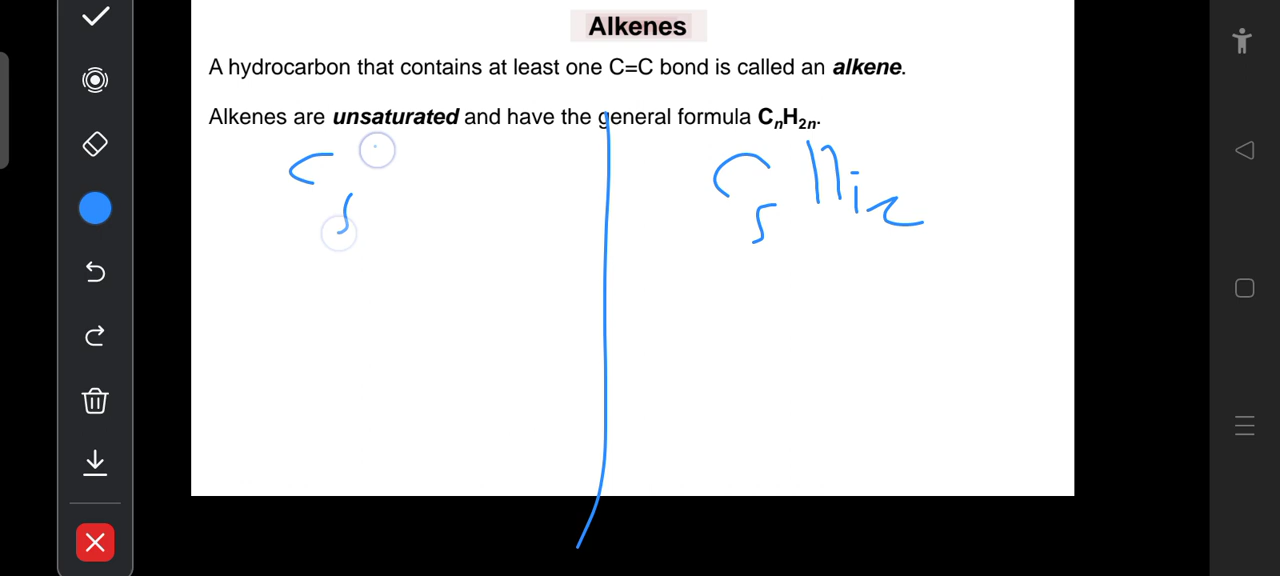 Alkenes
A hydrocarbon that contains at least one C=C bond is called an alkene.
Alkenes are unsaturated and have the general formula CnH2n.
C5 C5H12